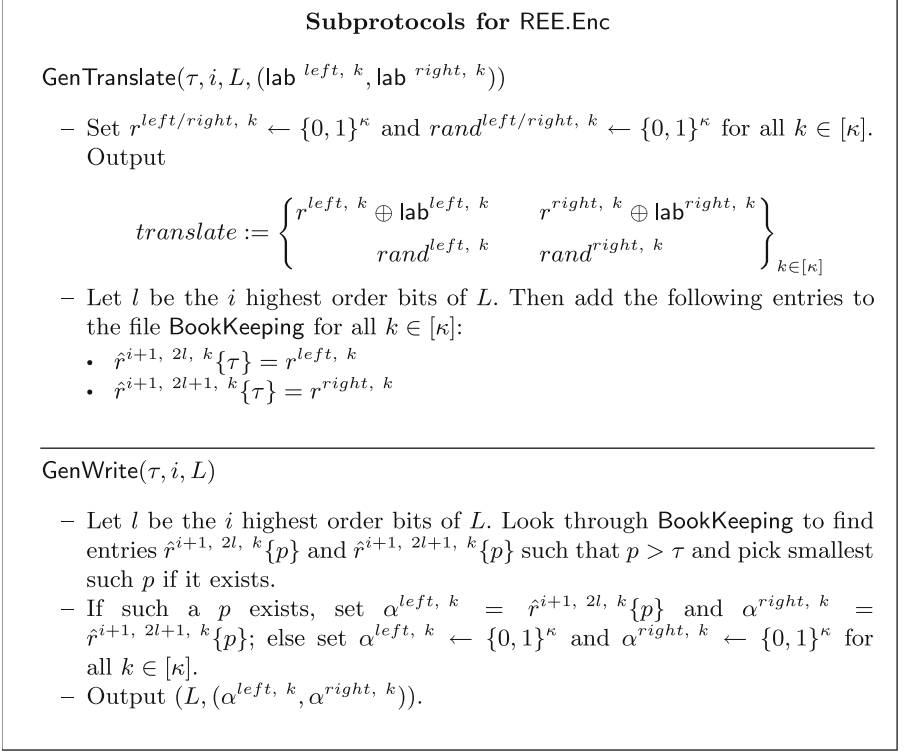 Subprotocols for REE.Enc
GenTranslate(τ, i, L, (lab^{left, k}, lab^{right, k}))
– Set r^{left/right, k} ← {0, 1}^κ and rand^{left/right, k} ← {0, 1}^κ for all k ∈ [κ].
Output
translate := { r^{left, k} ⊕ lab^{left, k} r^{right, k} ⊕ lab^{right, k}
rand^{left, k} rand^{right, k} }_{k∈[κ]}
– Let l be the i highest order bits of L. Then add the following entries to
the file BookKeeping for all k ∈ [κ]:
• r̂^{i+1, 2l, k}{τ} = r^{left, k}
• r̂^{i+1, 2l+1, k}{τ} = r^{right, k}
GenWrite(τ, i, L)
– Let l be the i highest order bits of L. Look through BookKeeping to find
entries r̂^{i+1, 2l, k}{p} and r̂^{i+1, 2l+1, k}{p} such that p > τ and pick smallest
such p if it exists.
– If such a p exists, set α^{left, k} = r̂^{i+1, 2l, k}{p} and α^{right, k} =
r̂^{i+1, 2l+1, k}{p}; else set α^{left, k} ← {0, 1}^κ and α^{right, k} ← {0, 1}^κ for
all k ∈ [κ].
– Output (L, (α^{left, k}, α^{right, k})).